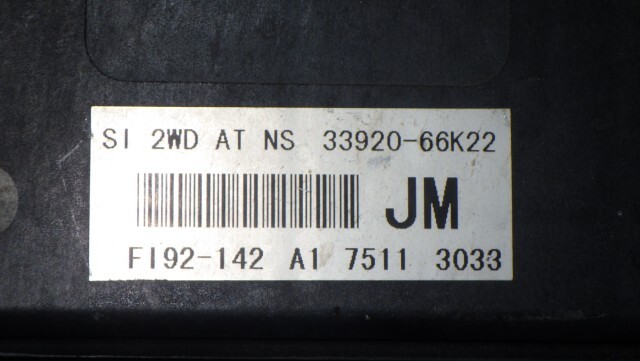 SI 2WD AT NS 33920-66K22
JM
FI92-142 A1 7511 3033